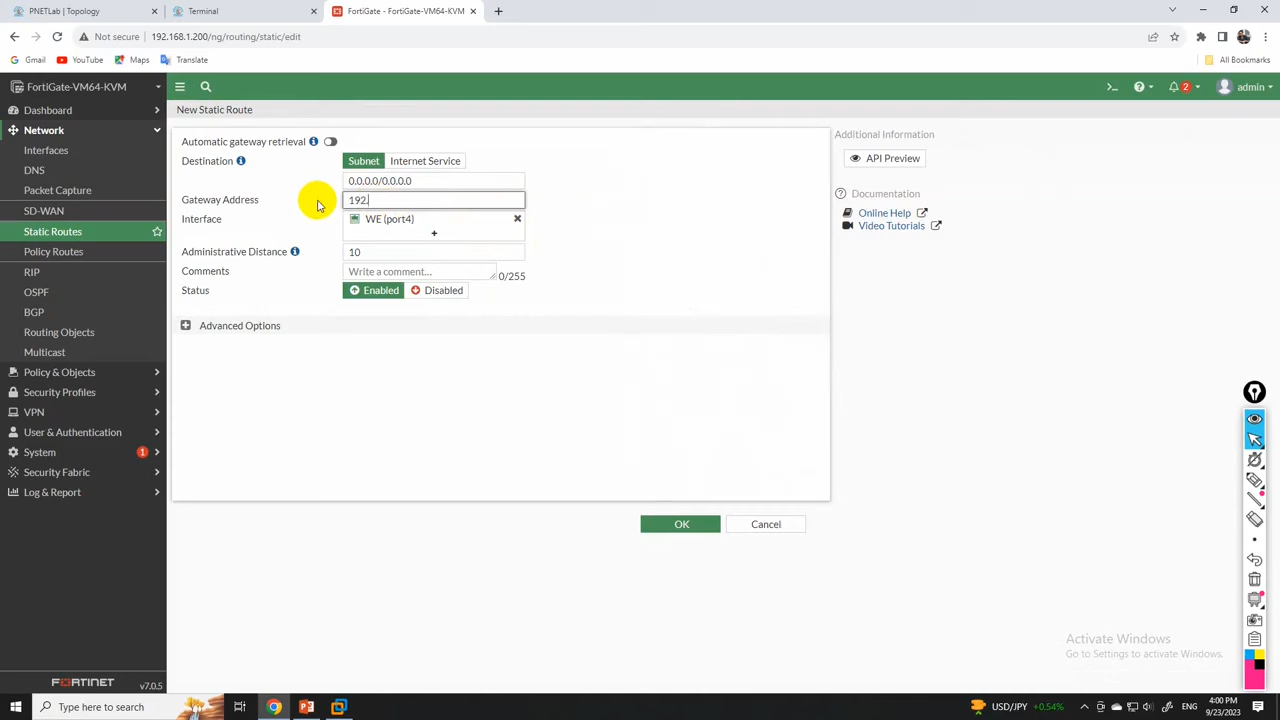 PNETLab | Topology
Terminal
FortiGate - FortiGate-VM64-KVM
Not secure 192.168.1.200/ng/routing/static/edit
Gmail YouTube Maps Translate All Bookmarks
FortiGate-VM64-KVM
2 admin
Dashboard
Network
Interfaces
DNS
Packet Capture
SD-WAN
Static Routes
Policy Routes
RIP
OSPF
BGP
Routing Objects
Multicast
Policy & Objects
Security Profiles
VPN
User & Authentication
System 1
Security Fabric
Log & Report
FORTINET v7.0.5
New Static Route
Automatic gateway retrieval
Destination Subnet Internet Service
0.0.0.0/0.0.0.0
Gateway Address 192.
Interface WE (port4)
+
Administrative Distance 10
Comments Write a comment... 0/255
Status Enabled Disabled
Advanced Options
OK Cancel
Additional Information
API Preview
Documentation
Online Help
Video Tutorials
Activate Windows
Go to Settings to activate Windows.
Type here to search
USD/JPY +0.54%
ENG
4:00 PM
9/23/2023